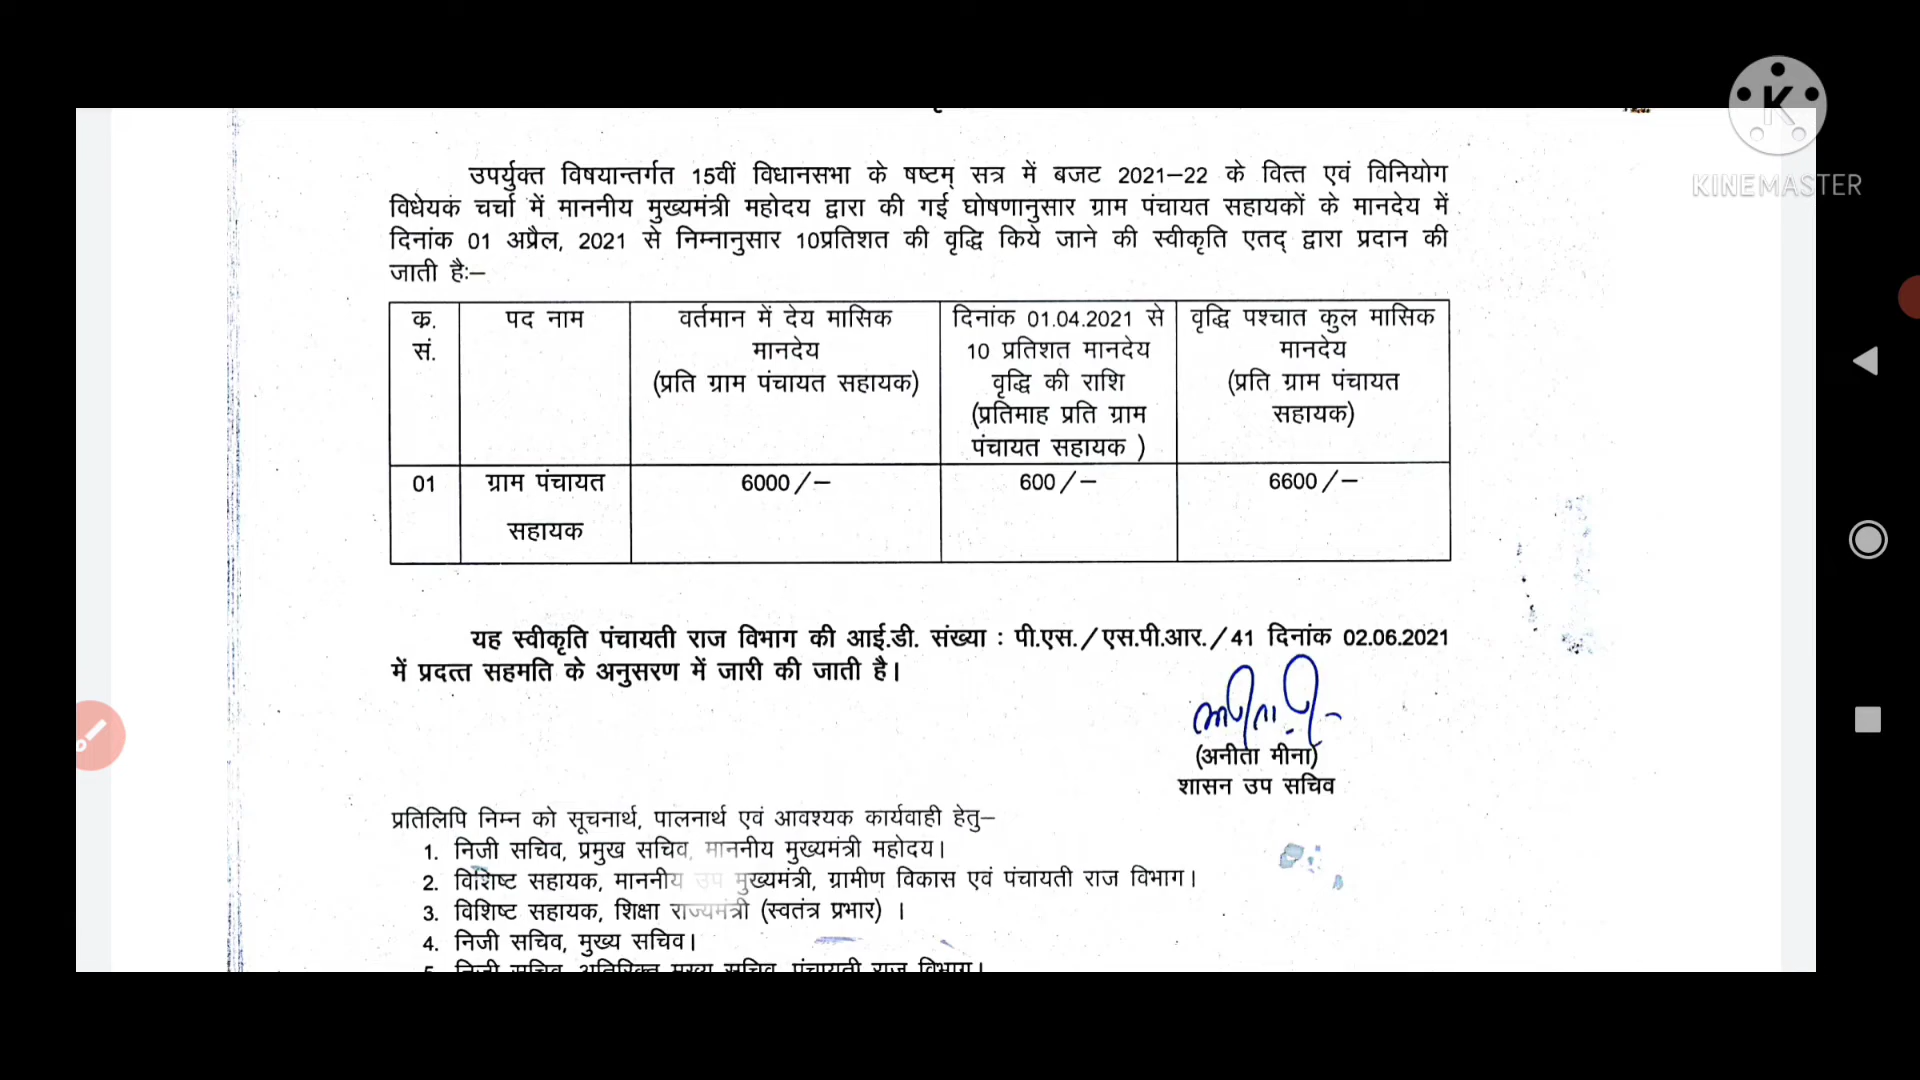 KINEMASTER
उपर्युक्त विषयान्तर्गत 15वीं विधानसभा के षष्टम् सत्र में बजट 2021–22 के वित्त एवं विनियोग
विधेयकं चर्चा में माननीय मुख्यमंत्री महोदय द्वारा की गई घोषणानुसार ग्राम पंचायत सहायकों के मानदेय में
दिनांक 01 अप्रैल, 2021 से निम्नानुसार 10प्रतिशत की वृद्धि किये जाने की स्वीकृति एतद् द्वारा प्रदान की
जाती हैः–
क्र. सं.
पद नाम
वर्तमान में देय मासिक
मानदेय
(प्रति ग्राम पंचायत सहायक)
दिनांक 01.04.2021 से
10 प्रतिशत मानदेय
वृद्धि की राशि
(प्रतिमाह प्रति ग्राम
पंचायत सहायक )
वृद्धि पश्चात कुल मासिक
मानदेय
(प्रति ग्राम पंचायत
सहायक)
01
ग्राम पंचायत
सहायक
6000/–
600/–
6600/–
यह स्वीकृति पंचायती राज विभाग की आई.डी. संख्या : पी.एस./एस.पी.आर./41 दिनांक 02.06.2021
में प्रदत्त सहमति के अनुसरण में जारी की जाती है।
(अनीता मीना)
शासन उप सचिव
प्रतिलिपि निम्न को सूचनार्थ, पालनार्थ एवं आवश्यक कार्यवाही हेतु–
1. निजी सचिव, प्रमुख सचिव, माननीय मुख्यमंत्री महोदय।
2. विशिष्ट सहायक, माननीय उप मुख्यमंत्री, ग्रामीण विकास एवं पंचायती राज विभाग।
3. विशिष्ट सहायक, शिक्षा राज्यमंत्री (स्वतंत्र प्रभार) ।
4. निजी सचिव, मुख्य सचिव।
5. निजी सचिव, अतिरिक्त मुख्य सचिव, पंचायती राज विभाग।